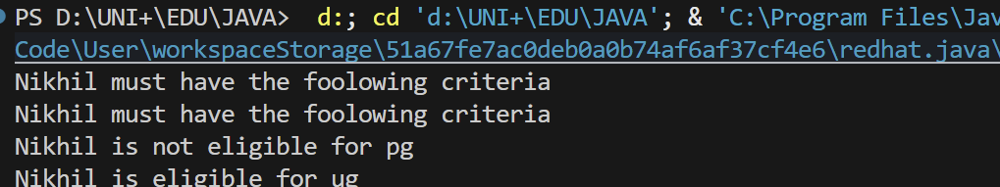 PS D:\UNI+\EDU\JAVA>  d:; cd 'd:\UNI+\EDU\JAVA'; & 'C:\Program Files\Jav
Code\User\workspaceStorage\51a67fe7ac0deb0a0b74af6af37cf4e6\redhat.java\
Nikhil must have the foolowing criteria
Nikhil must have the foolowing criteria
Nikhil is not eligible for pg
Nikhil is eligible for ug